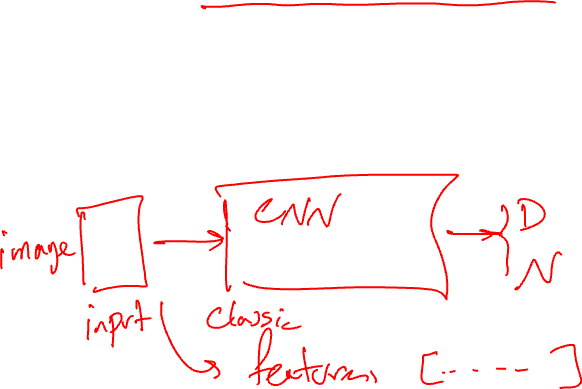 CNN
D
image
N
input
classic
features [-----]